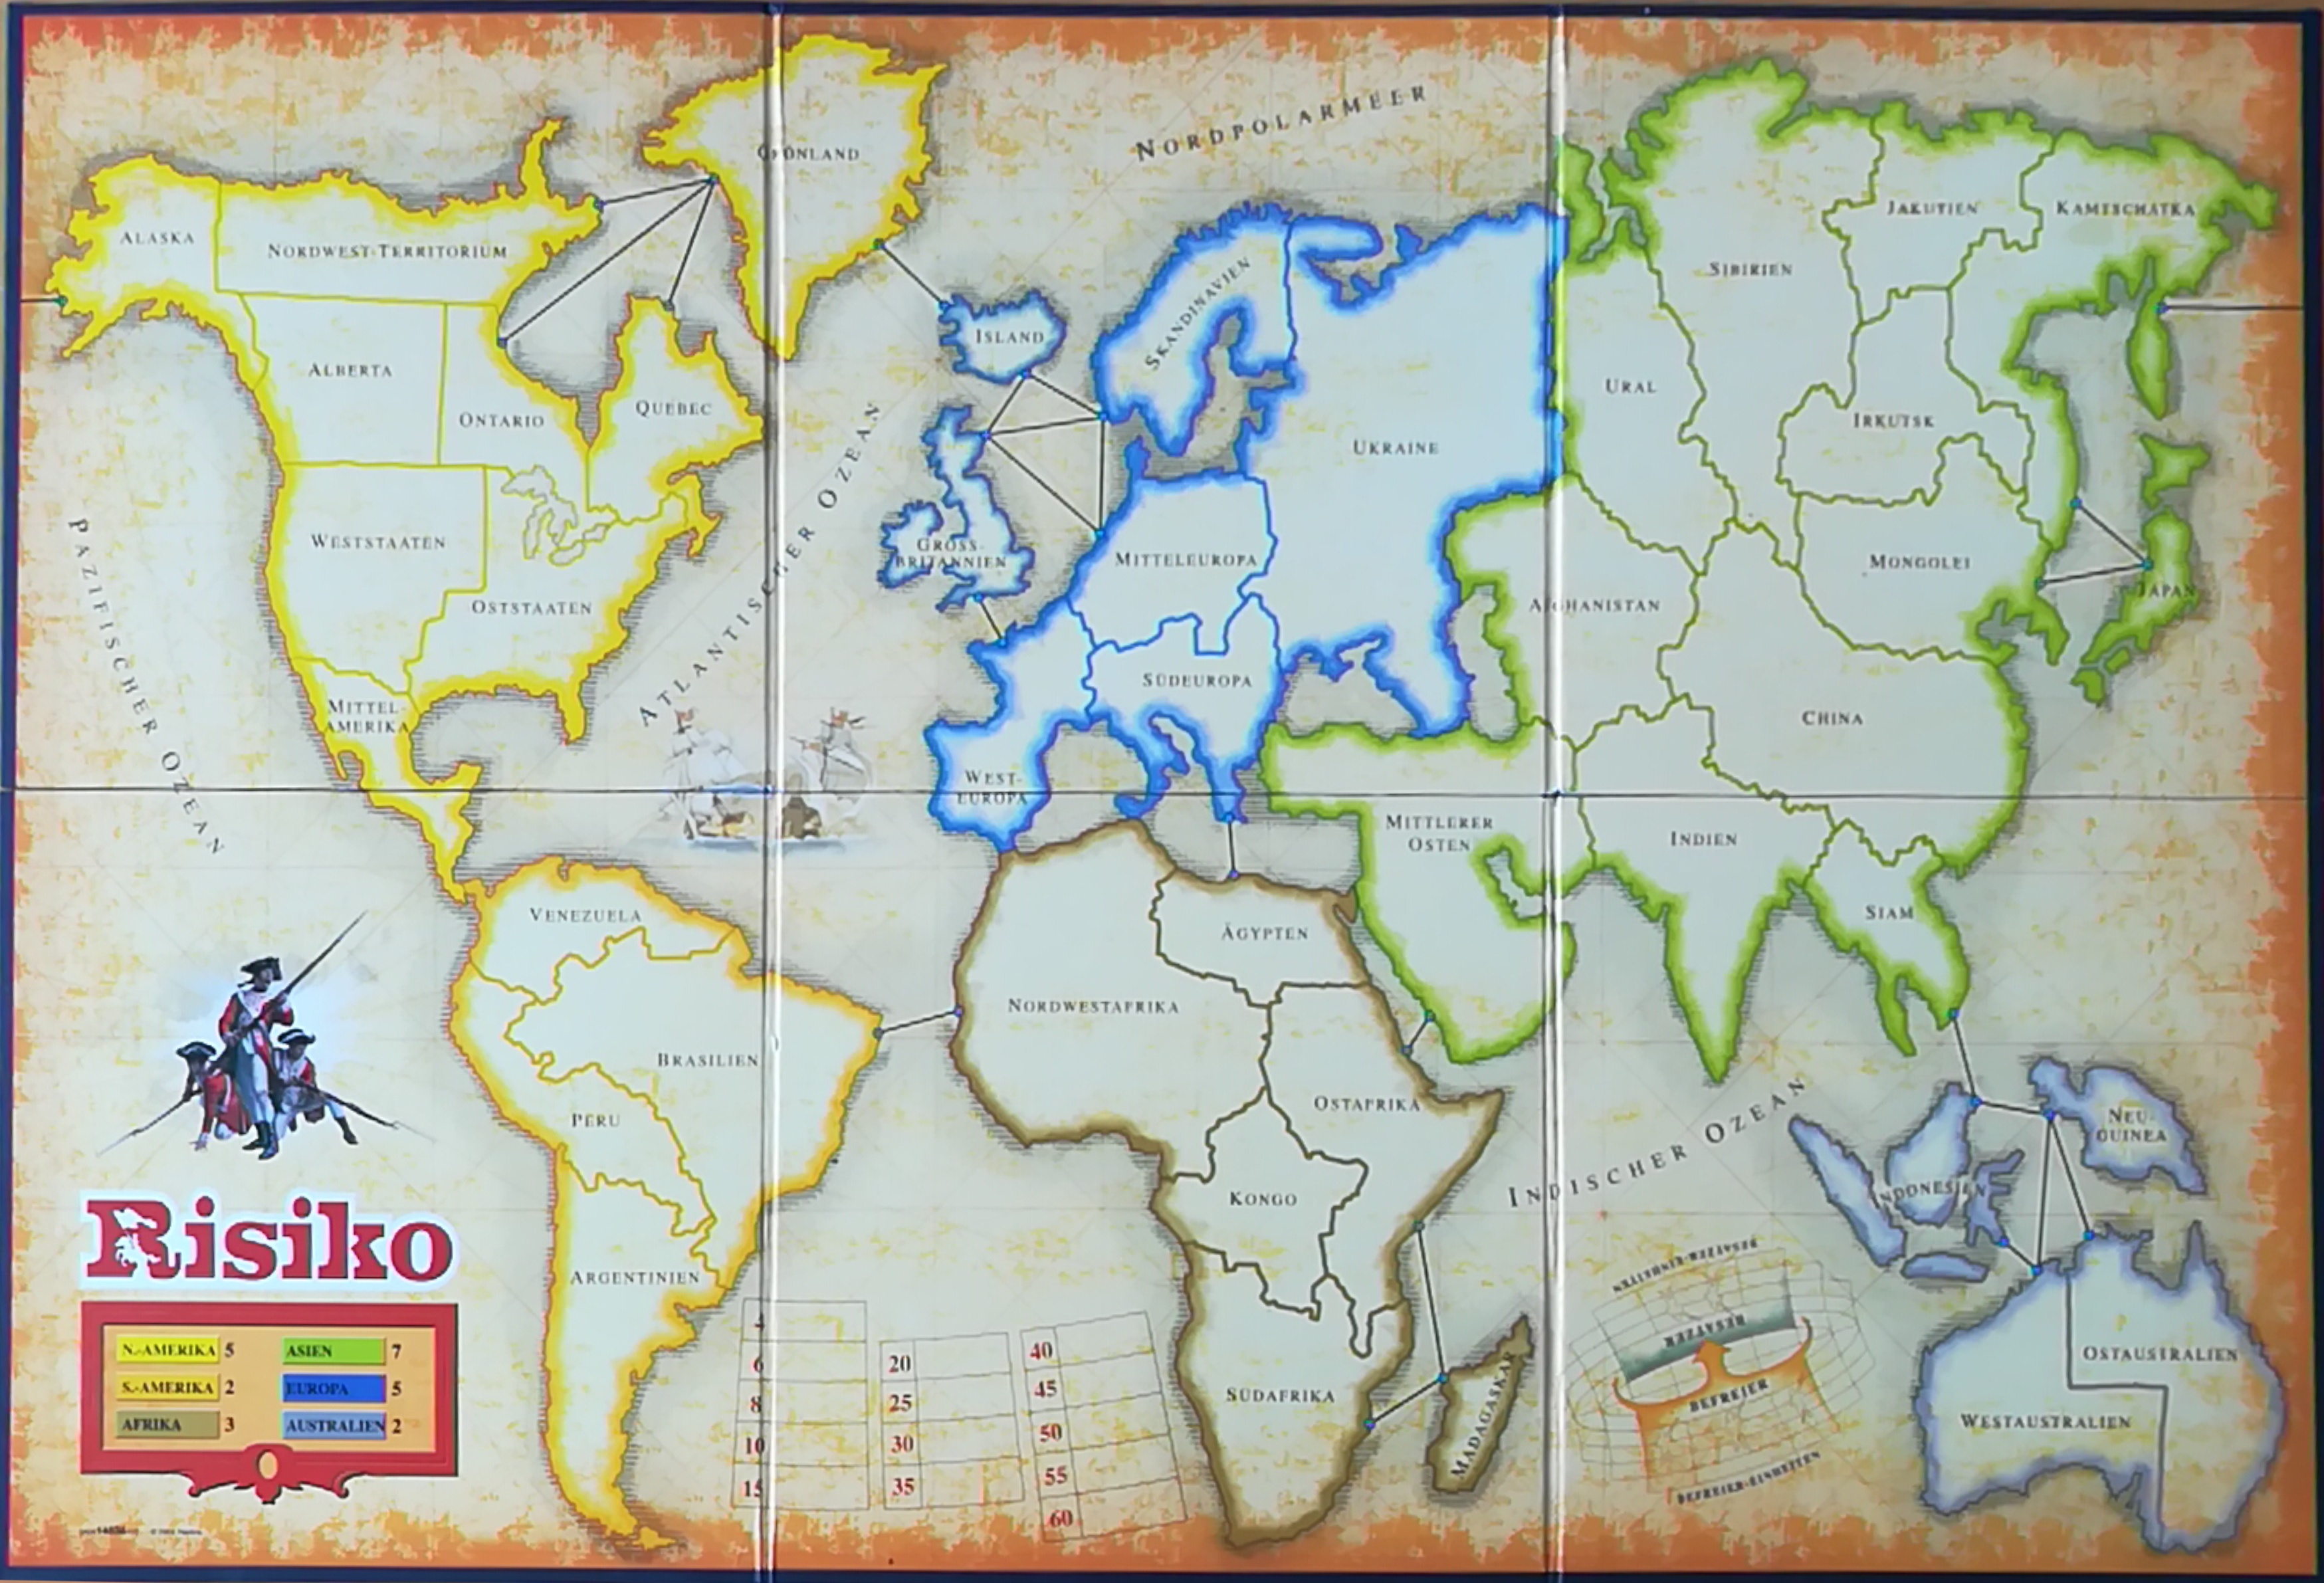 NORDPOLARMEER
GRÖNLAND
ALASKA
NORDWEST-TERRITORIUM
ISLAND
SKANDINAVIEN
SIBIRIEN
JAKUTIEN
KAMTSCHATKA
ALBERTA
ONTARIO
QUEBEC
UKRAINE
URAL
IRKUTSK
PAZIFISCHER OZEAN
ATLANTISCHER OZEAN
WESTSTAATEN
OSTSTAATEN
GROSS-
BRITANNIEN
MITTELEUROPA
AFGHANISTAN
MONGOLEI
JAPAN
MITTEL-
AMERIKA
SÜDEUROPA
CHINA
WEST-
EUROPA
MITTLERER
OSTEN
INDIEN
VENEZUELA
ÄGYPTEN
SIAM
NORDWESTAFRIKA
BRASILIEN
PERU
OSTAFRIKA
INDISCHER OZEAN
NEU-
GUINEA
KONGO
INDONESIEN
ARGENTINIEN
SÜDAFRIKA
MADAGASKAR
OSTAUSTRALIEN
WESTAUSTRALIEN
Risiko
N.-AMERIKA 5
S.-AMERIKA 2
AFRIKA 3
ASIEN 7
EUROPA 5
AUSTRALIEN 2
4
6
8
10
15
20
25
30
35
40
45
50
55
60
BESATZER-EINHEITEN
BESATZER
BEFREIER
BEFREIER-EINHEITEN